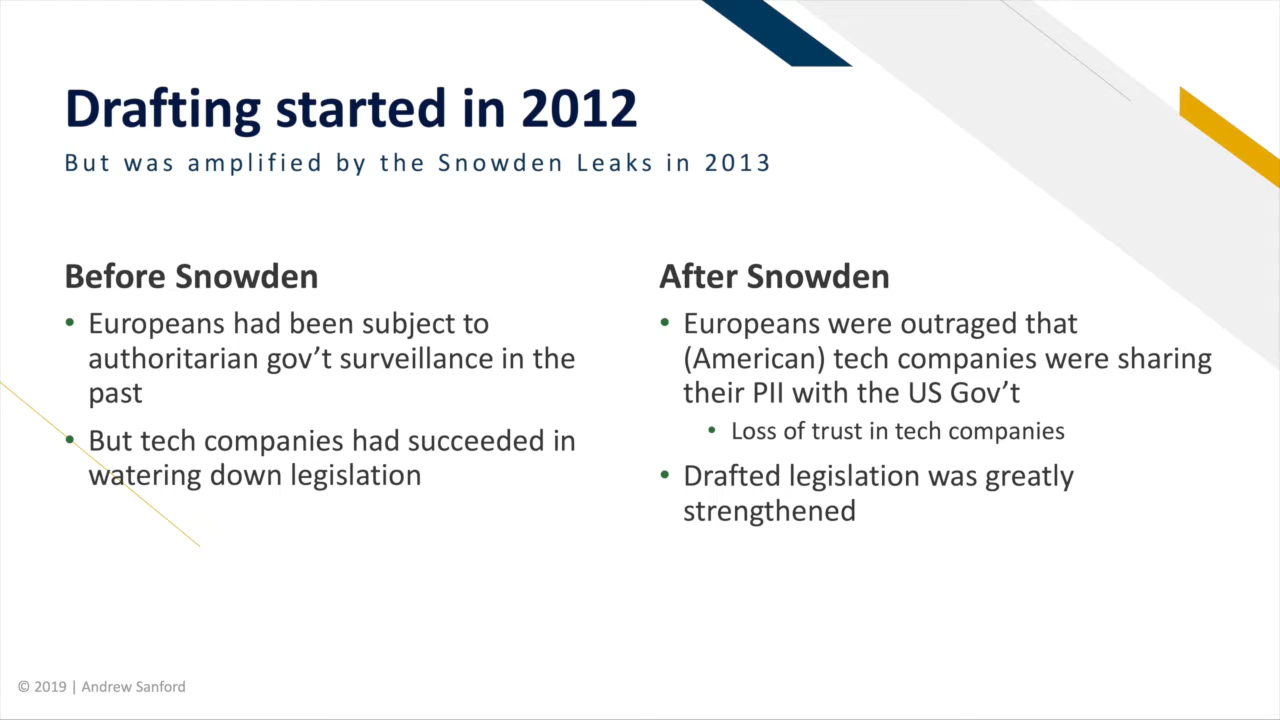 Drafting started in 2012
But was amplified by the Snowden Leaks in 2013
Before Snowden
• Europeans had been subject to
authoritarian gov’t surveillance in the
past
• But tech companies had succeeded in
watering down legislation
After Snowden
• Europeans were outraged that
(American) tech companies were sharing
their PII with the US Gov’t
• Loss of trust in tech companies
• Drafted legislation was greatly
strengthened
© 2019 | Andrew Sanford